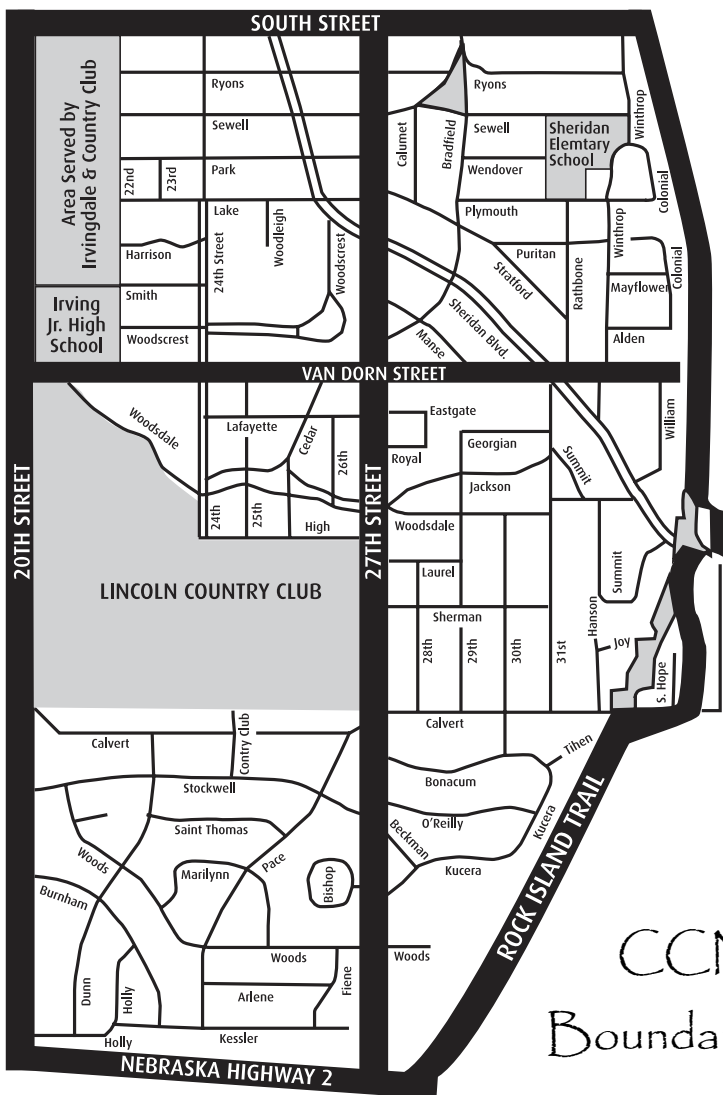 SOUTH STREET
Area Served by
Irvingdale & Country Club
Ryons
Sewell
22nd
23rd
Park
Lake
24th Street
Woodleigh
Woodscrest
Harrison
Irving
Jr. High
School
Smith
Woodscrest
Ryons
Winthrop
Calumet
Bradfield
Sewell
Sheridan
Elemtary
School
Wendover
Colonial
Plymouth
Puritan
Stratford
Rathbone
Winthrop
Colonial
Mayflower
Sheridan Blvd.
Manse
Alden
VAN DORN STREET
20TH STREET
27TH STREET
Woodsdale
Lafayette
Cedar
26th
24th
25th
High
Eastgate
Georgian
Royal
Jackson
Summit
William
Woodsdale
LINCOLN COUNTRY CLUB
Laurel
Summit
Sherman
28th
29th
30th
31st
Hanson
Joy
S. Hope
Calvert
Contry Club
Calvert
Stockwell
Tihen
Bonacum
Saint Thomas
O'Reilly
Beckman
Kucera
Kucera
Woods
Marilynn
Pace
Bishop
Burnham
ROCK ISLAND TRAIL
Woods
Woods
Dunn
Holly
Arlene
Fiene
Holly
Kessler
NEBRASKA HIGHWAY 2
Bounda